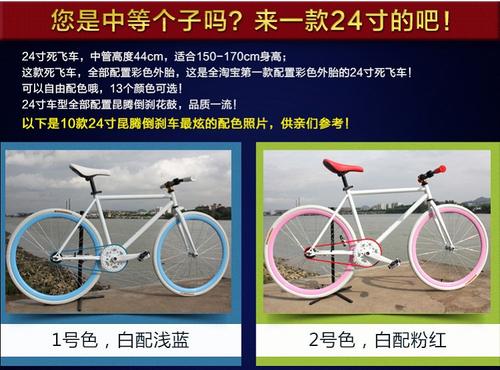 您是中等个子吗？来一款24寸的吧！
24寸死飞车，中管高度44cm，适合150-170cm身高；
这款死飞车，全部配置彩色外胎，这是全淘宝第一款配置彩色外胎的24寸死飞车！
可以自由配色哦，13个颜色可选！
24寸车型全部配置昆腾倒刹花鼓，品质一流！
以下是10款24寸昆腾倒刹车最炫的配色照片，供亲们参考！
1号色，白配浅蓝
2号色，白配粉红